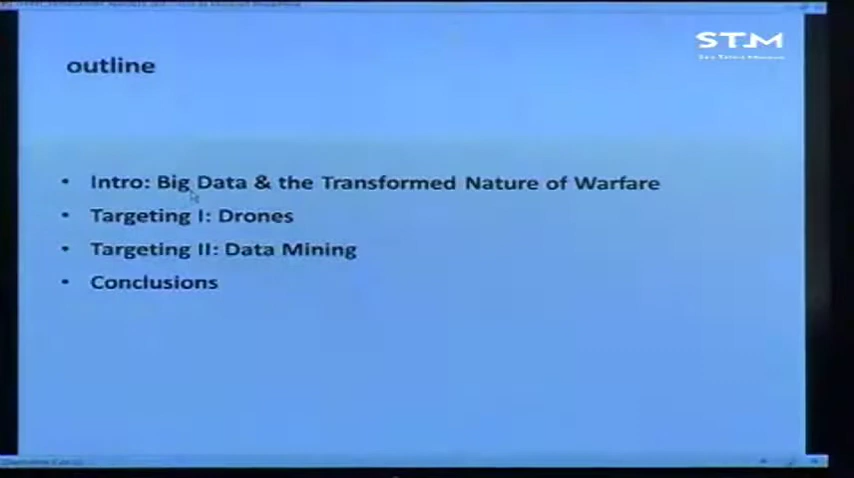 STM
outline
• Intro: Big Data & the Transformed Nature of Warfare
• Targeting I: Drones
• Targeting II: Data Mining
• Conclusions